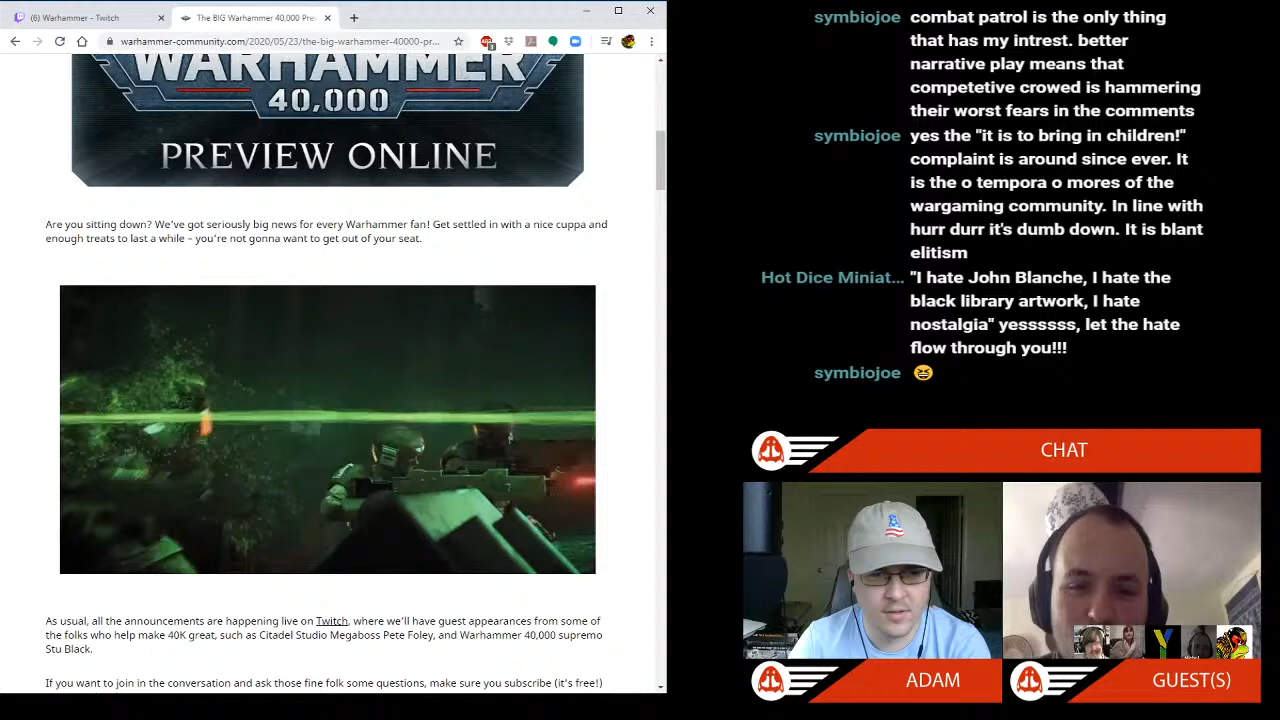 (6) Warhammer - Twitch
The BIG Warhammer 40,000 Pre
warhammer-community.com/2020/05/23/the-big-warhammer-40000-pr...
WARHAMMER
40,000
PREVIEW ONLINE
Are you sitting down? We've got seriously big news for every Warhammer fan! Get settled in with a nice cuppa and
enough treats to last a while – you're not gonna want to get out of your seat.
As usual, all the announcements are happening live on Twitch, where we'll have guest appearances from some of
the folks who help make 40K great, such as Citadel Studio Megaboss Pete Foley, and Warhammer 40,000 supremo
Stu Black.
If you want to join in the conversation and ask those fine folk some questions, make sure you subscribe (it's free!)
symbiojoe combat patrol is the only thing
that has my intrest. better
narrative play means that
competetive crowed is hammering
their worst fears in the comments
symbiojoe yes the "it is to bring in children!"
complaint is around since ever. It
is the o tempora o mores of the
wargaming community. In line with
hurr durr it's dumb down. It is blant
elitism
Hot Dice Miniat... "I hate John Blanche, I hate the
black library artwork, I hate
nostalgia" yessssss, let the hate
flow through you!!!
symbiojoe 😆
CHAT
ADAM
GUEST(S)